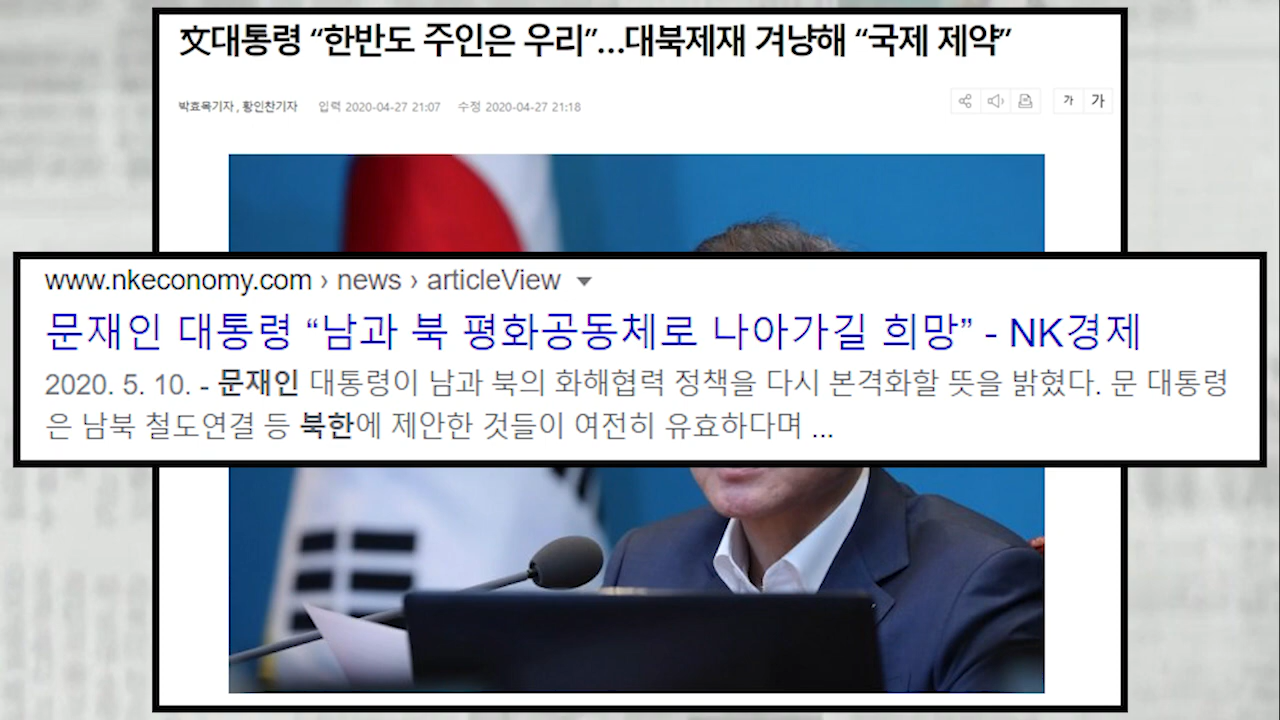 文대통령 “한반도 주인은 우리”…대북제재 겨냥해 “국제 제약”
박효목기자, 황인찬기자 입력 2020-04-27 21:07 수정 2020-04-27 21:18
가 가
www.nkeconomy.com › news › articleView
문재인 대통령 “남과 북 평화공동체로 나아가길 희망” - NK경제
2020. 5. 10. - 문재인 대통령이 남과 북의 화해협력 정책을 다시 본격화할 뜻을 밝혔다. 문 대통령
은 남북 철도연결 등 북한에 제안한 것들이 여전히 유효하다며 ...